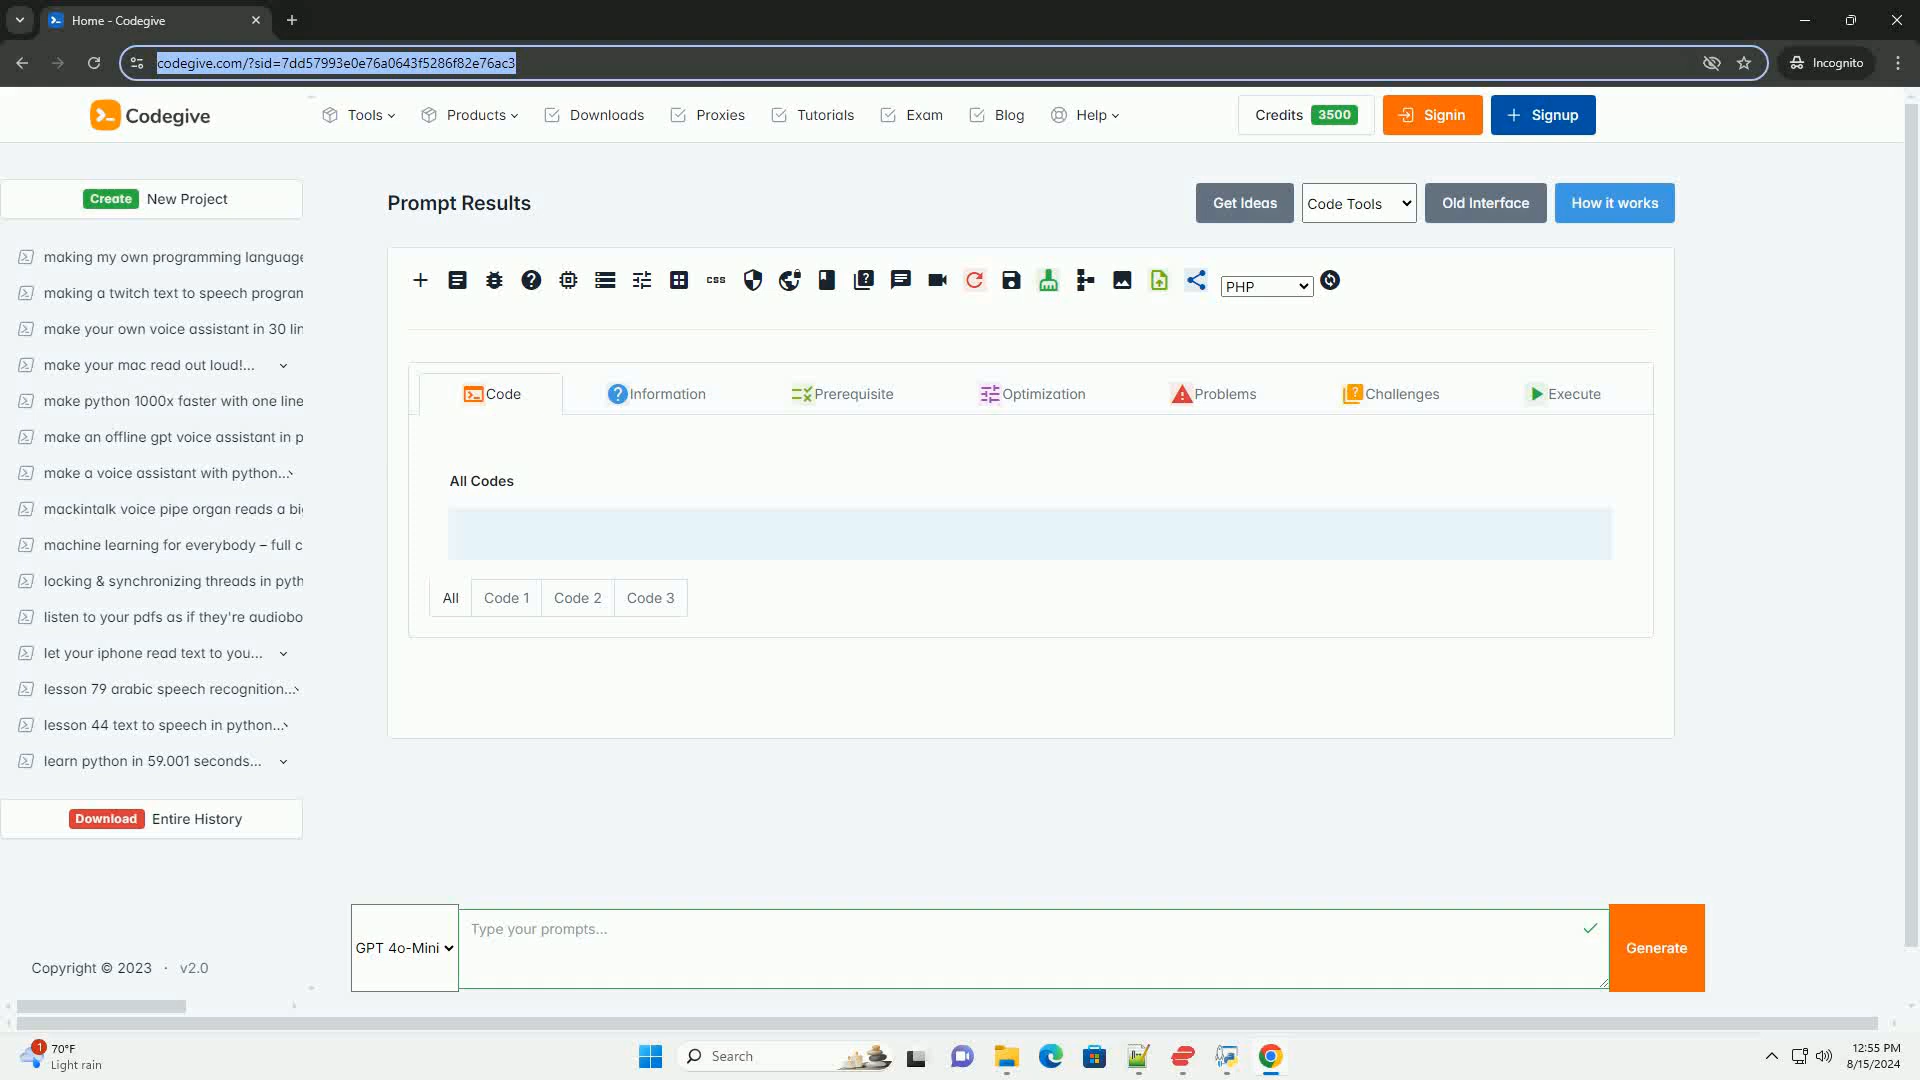 Home - Codegive
codegive.com/?sid=7dd57993e0e76a0643f5286f82e76ac3
Incognito
Codegive
Tools
Products
Downloads
Proxies
Tutorials
Exam
Blog
Help
Credits 3500
Signin
Signup
Create New Project
making my own programming language
making a twitch text to speech program
make your own voice assistant in 30 lin
make your mac read out loud!...
make python 1000x faster with one line
make an offline gpt voice assistant in p
make a voice assistant with python...
mackintalk voice pipe organ reads a bi
machine learning for everybody – full c
locking & synchronizing threads in pyth
listen to your pdfs as if they're audiobo
let your iphone read text to you...
lesson 79 arabic speech recognition...
lesson 44 text to speech in python...
learn python in 59.001 seconds...
Download Entire History
Copyright © 2023 · v2.0
Prompt Results
Get Ideas
Code Tools
Old Interface
How it works
css
PHP
Code
Information
Prerequisite
Optimization
Problems
Challenges
Execute
All Codes
All
Code 1
Code 2
Code 3
GPT 4o-Mini
Type your prompts...
Generate
1
70°F
Light rain
Search
12:55 PM
8/15/2024